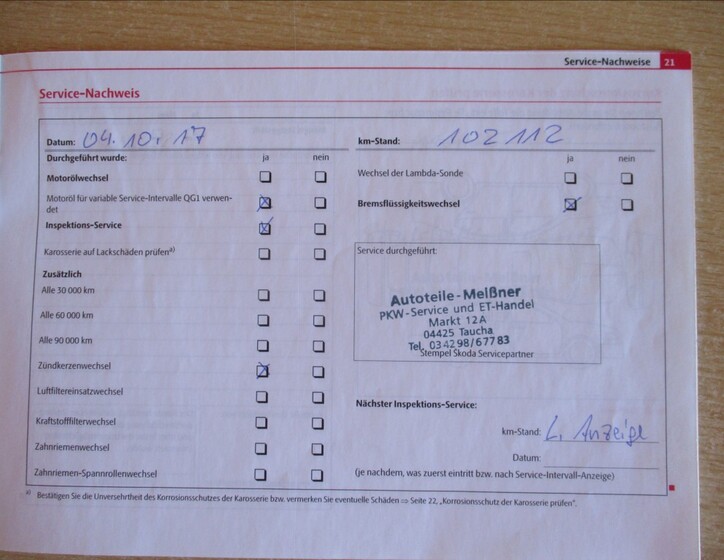 Service-Nachweise 21
Service-Nachweis
Datum: 04.10.17 km-Stand: 102 112
Durchgeführt wurde: ja nein ja nein
Motorölwechsel
Wechsel der Lambda-Sonde
Motoröl für variable Service-Intervalle QG1 verwen-
det
Bremsflüssigkeitswechsel
Inspektions-Service
Karosserie auf Lackschäden prüfen a)
Zusätzlich
Alle 30 000 km
Alle 60 000 km
Alle 90 000 km
Zündkerzenwechsel
Luftfiltereinsatzwechsel
Kraftstofffilterwechsel
Zahnriemenwechsel
Zahnriemen-Spannrollenwechsel
Service durchgeführt:
Autoteile-Meißner
PKW-Service und ET-Handel
Markt 12A
04425 Taucha
Tel. 034298/67783
Stempel Skoda Servicepartner
Nächster Inspektions-Service:
km-Stand: L. Anzeige
Datum:
(je nachdem, was zuerst eintritt bzw. nach Service-Intervall-Anzeige)
a) Bestätigen Sie die Unversehrtheit des Korrosionsschutzes der Karosserie bzw. vermerken Sie eventuelle Schäden ⇒ Seite 22, „Korrosionsschutz der Karosserie prüfen".